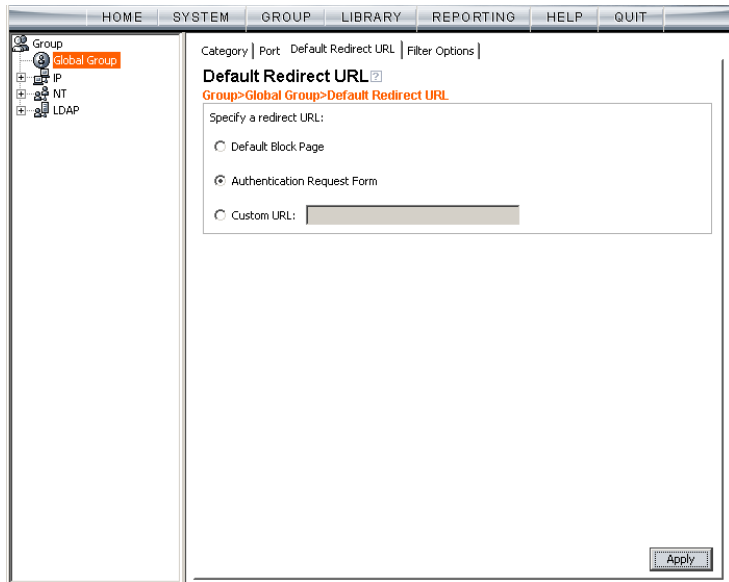 HOME SYSTEM GROUP LIBRARY REPORTING HELP QUIT
Group
Global Group
IP
NT
LDAP
Category Port Default Redirect URL Filter Options
Default Redirect URL ?
Group>Global Group>Default Redirect URL
Specify a redirect URL:
Default Block Page
Authentication Request Form
Custom URL:
Apply